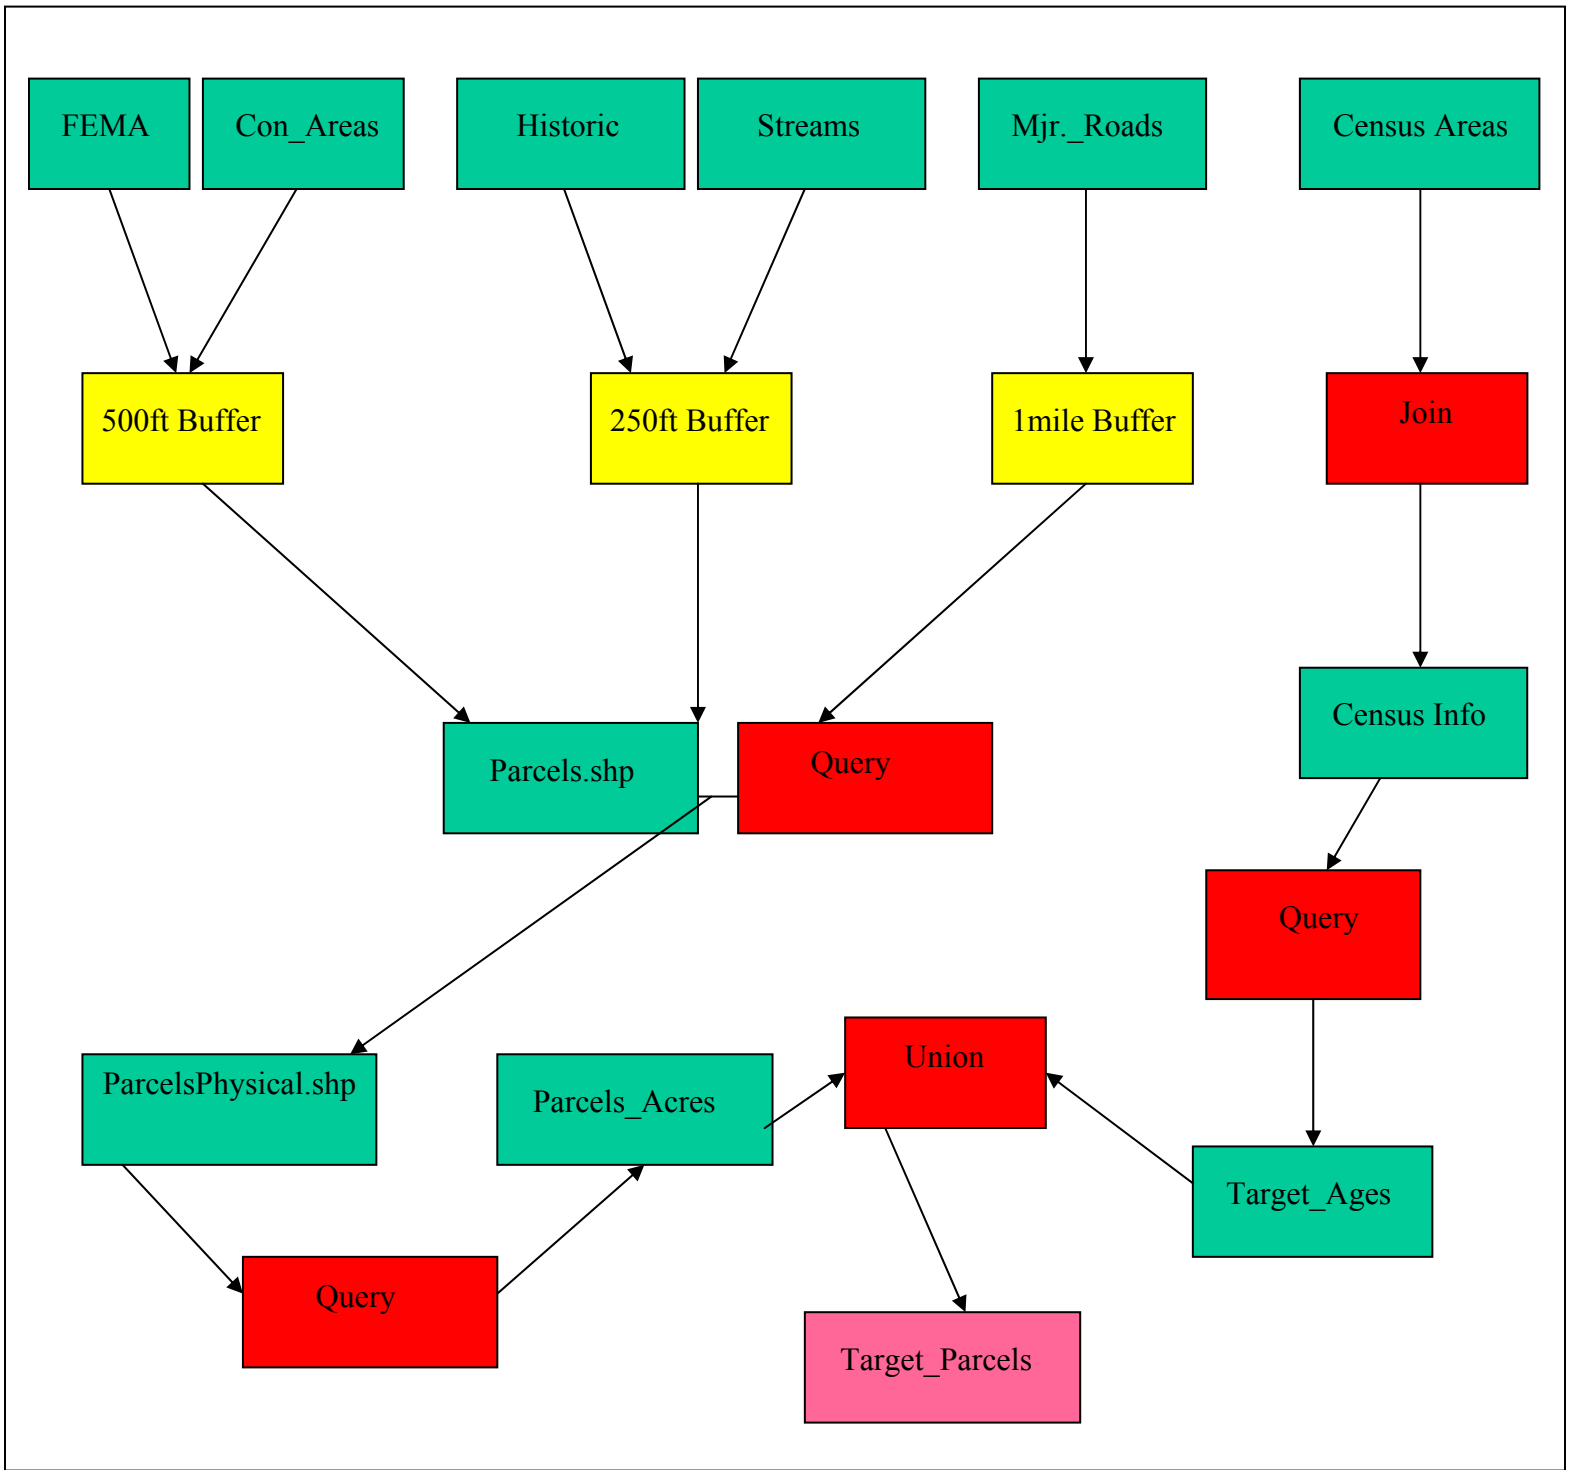 FEMA
Con_Areas
Historic
Streams
Mjr._Roads
Census Areas
500ft Buffer
250ft Buffer
1mile Buffer
Join
Parcels.shp
Query
Census Info
Query
ParcelsPhysical.shp
Parcels_Acres
Union
Target_Ages
Query
Target_Parcels